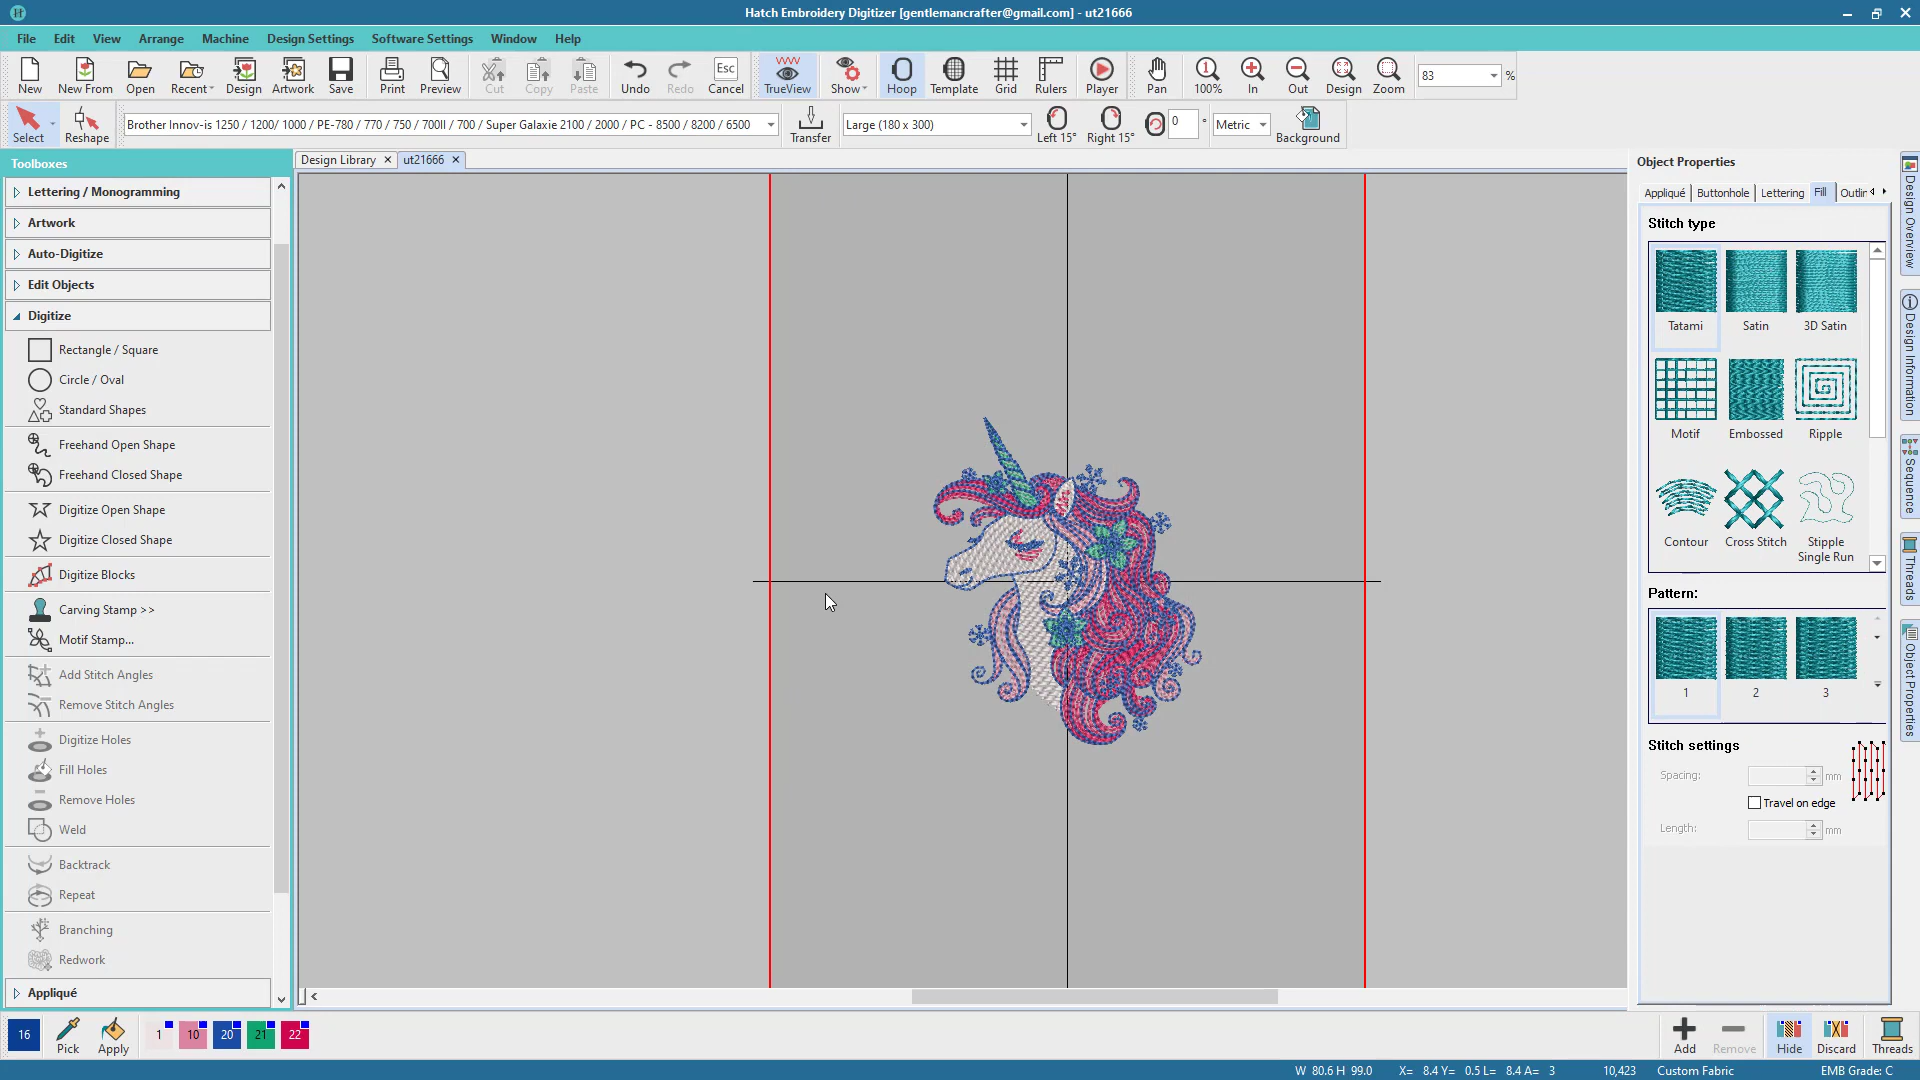 Hatch Embroidery Digitizer [gentlemancrafter@gmail.com] - ut21666
File Edit View Arrange Machine Design Settings Software Settings Window Help
New New From Open Recent Design Artwork Save Print Preview Cut Copy Paste Undo Redo Esc Cancel TrueView Show Hoop Template Grid Rulers Player Pan 1 100% In Out Design Zoom 83 %
Select Reshape Brother Innov-is 1250 / 1200/ 1000 / PE-780 / 770 / 750 / 700II / 700 / Super Galaxie 2100 / 2000 / PC - 8500 / 8200 / 6500 Transfer Large (180 x 300) Left 15° Right 15° 0 ° Metric Background
Toolboxes
Lettering / Monogramming
Artwork
Auto-Digitize
Edit Objects
Digitize
Rectangle / Square
Circle / Oval
Standard Shapes
Freehand Open Shape
Freehand Closed Shape
Digitize Open Shape
Digitize Closed Shape
Digitize Blocks
Carving Stamp >>
Motif Stamp...
Add Stitch Angles
Remove Stitch Angles
Digitize Holes
Fill Holes
Remove Holes
Weld
Backtrack
Repeat
Branching
Redwork
Appliqué
Design Library ut21666
Object Properties
Appliqué Buttonhole Lettering Fill Outlin
Stitch type
Tatami Satin 3D Satin
Motif Embossed Ripple
Contour Cross Stitch Stipple
Single Run
Pattern:
1 2 3
Stitch settings
Spacing: mm
Travel on edge
Length: mm
Design Overview
Design Information
Sequence
Threads
Object Properties
16 Pick Apply 1 10 20 21 22 Add Remove Hide Discard Threads
W 80.6 H 99.0 X= 8.4 Y= 0.5 L= 8.4 A= 3 10,423 Custom Fabric EMB Grade: C